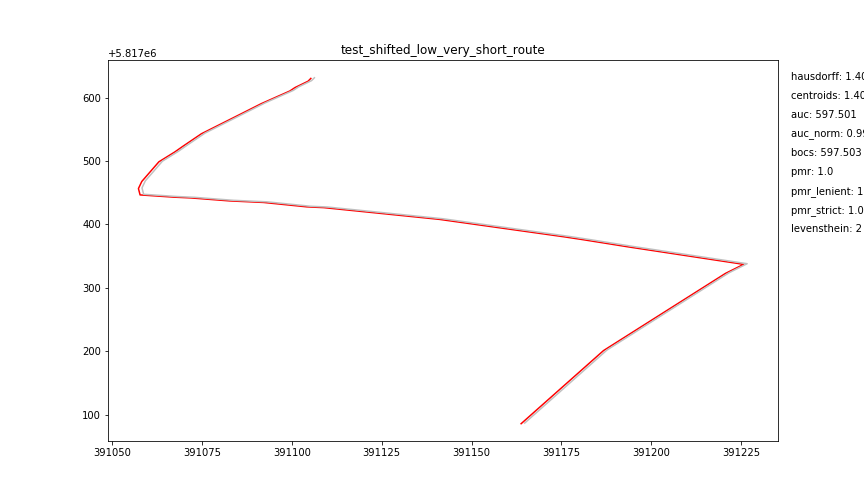 test_shifted_low_very_short_route
+5.817e6
600
500
400
300
200
100
391050 391075 391100 391125 391150 391175 391200 391225
hausdorff: 1.40
centroids: 1.40
auc: 597.501
auc_norm: 0.99
bocs: 597.503
pmr: 1.0
pmr_lenient: 1
pmr_strict: 1.0
levensthein: 2